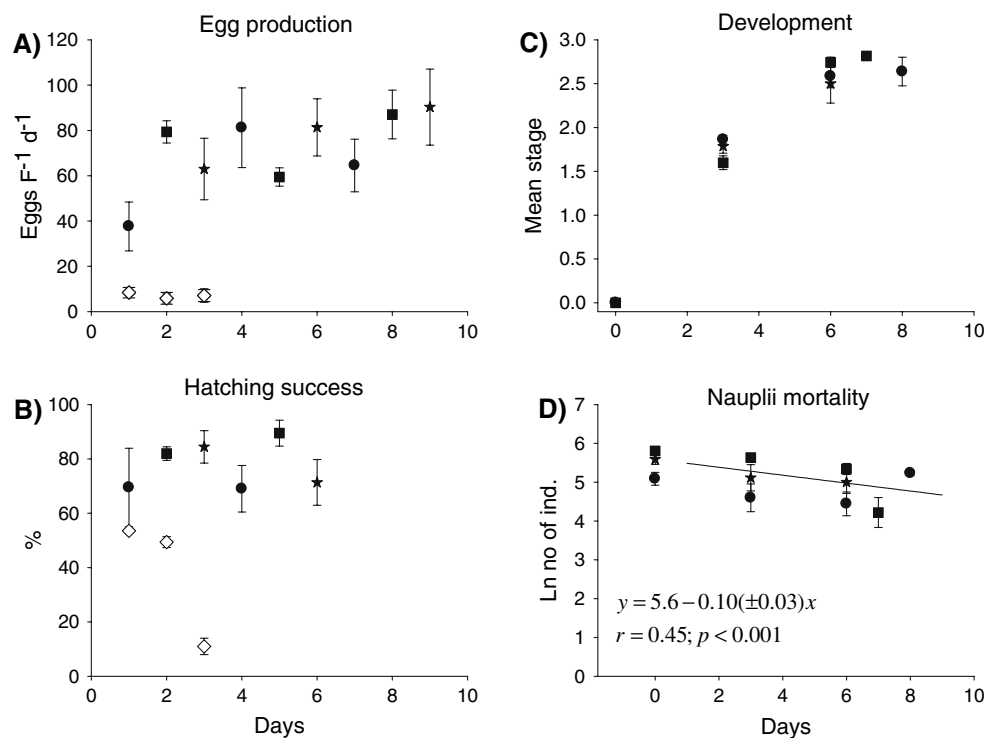 A)
Egg production
120
100
80
60
40
20
0
Eggs F-1 d-1
0 2 4 6 8 10
C)
Development
3.0
2.5
2.0
1.5
1.0
0.5
0.0
Mean stage
0 2 4 6 8 10
B)
Hatching success
100
80
60
40
20
0
%
0 2 4 6 8 10
Days
D)
Nauplii mortality
7
6
5
4
3
2
1
0
Ln no of ind.
y = 5.6 – 0.10(±0.03)x
r = 0.45; p < 0.001
0 2 4 6 8 10
Days